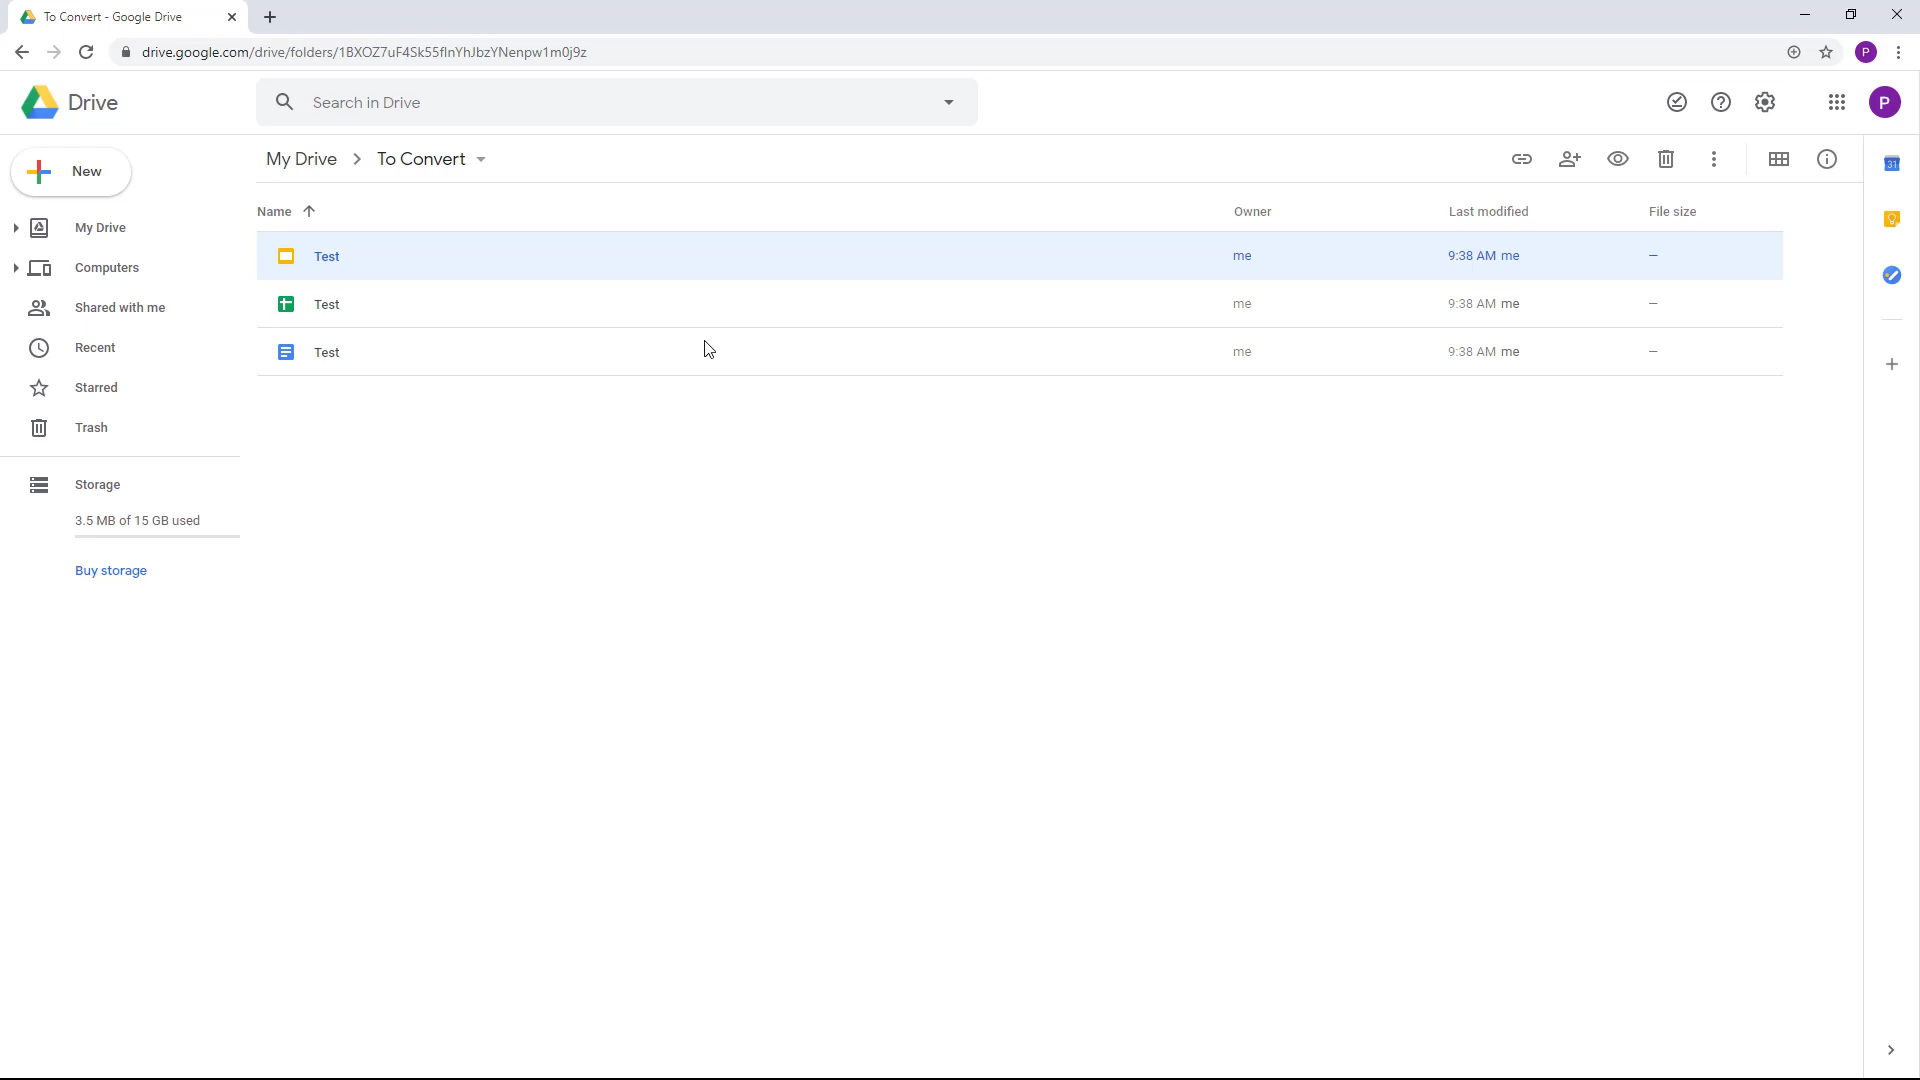 To Convert - Google Drive
drive.google.com/drive/folders/1BXOZ7uF4Sk55flnYhJbzYNenpw1m0j9z
P
Drive
Search in Drive
P
New
My Drive
To Convert
31
Name
Owner
Last modified
File size
My Drive
Test
me
9:38 AM me
–
Computers
Test
me
9:38 AM me
–
Shared with me
Recent
Test
me
9:38 AM me
–
Starred
Trash
Storage
3.5 MB of 15 GB used
Buy storage